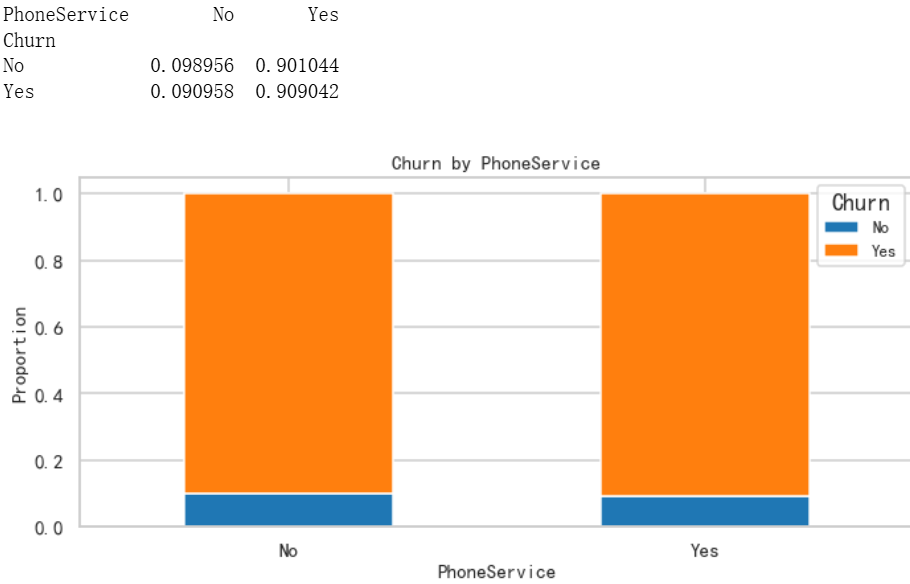 PhoneService No Yes
Churn
No 0.098956 0.901044
Yes 0.090958 0.909042
Churn by PhoneService
Churn
No
Yes
Proportion
1.0
0.8
0.6
0.4
0.2
0.0
No Yes
PhoneService